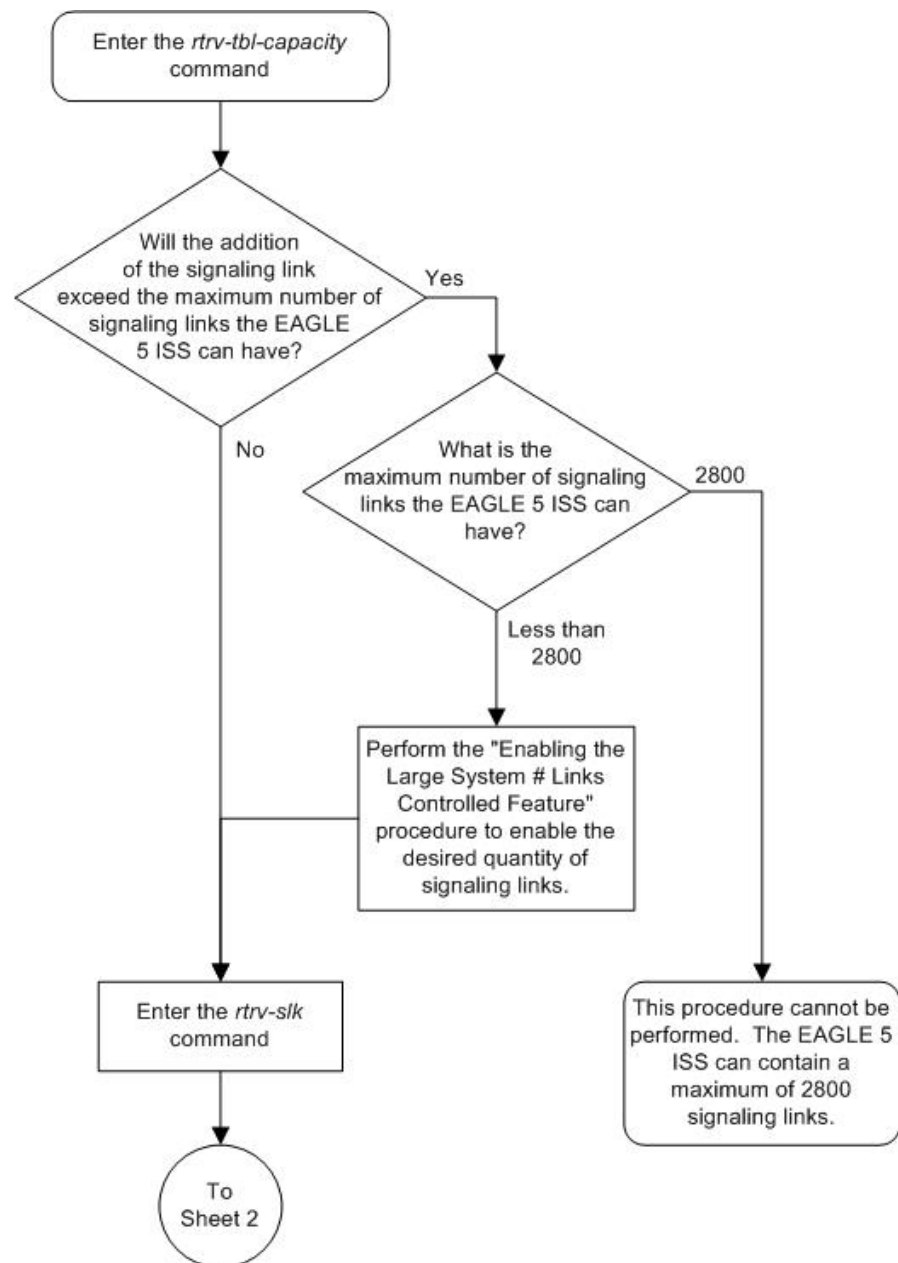 Enter the rtrv-tbl-capacity
command
Will the addition
of the signaling link
exceed the maximum number of
signaling links the EAGLE
5 ISS can have?
Yes
No
What is the
maximum number of signaling
links the EAGLE 5 ISS can
have?
2800
Less than
2800
Perform the "Enabling the
Large System # Links
Controlled Feature"
procedure to enable the
desired quantity of
signaling links.
Enter the rtrv-slk
command
This procedure cannot be
performed. The EAGLE 5
ISS can contain a
maximum of 2800
signaling links.
To
Sheet 2